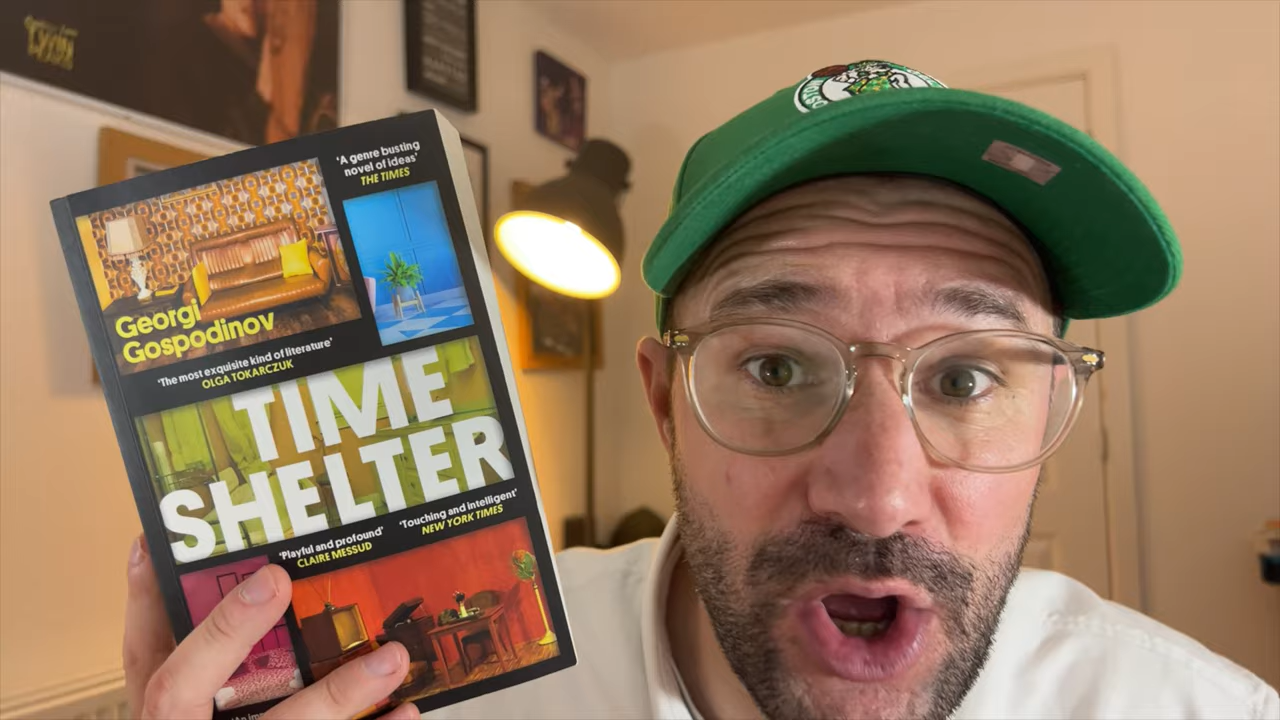 'A genre busting
novel of ideas'
THE TIMES
Georgi
Gospodinov
'The most exquisite kind of literature'
OLGA TOKARCZUK
TIME
SHELTER
'Touching and intelligent'
NEW YORK TIMES
'Playful and profound'
CLAIRE MESSUD